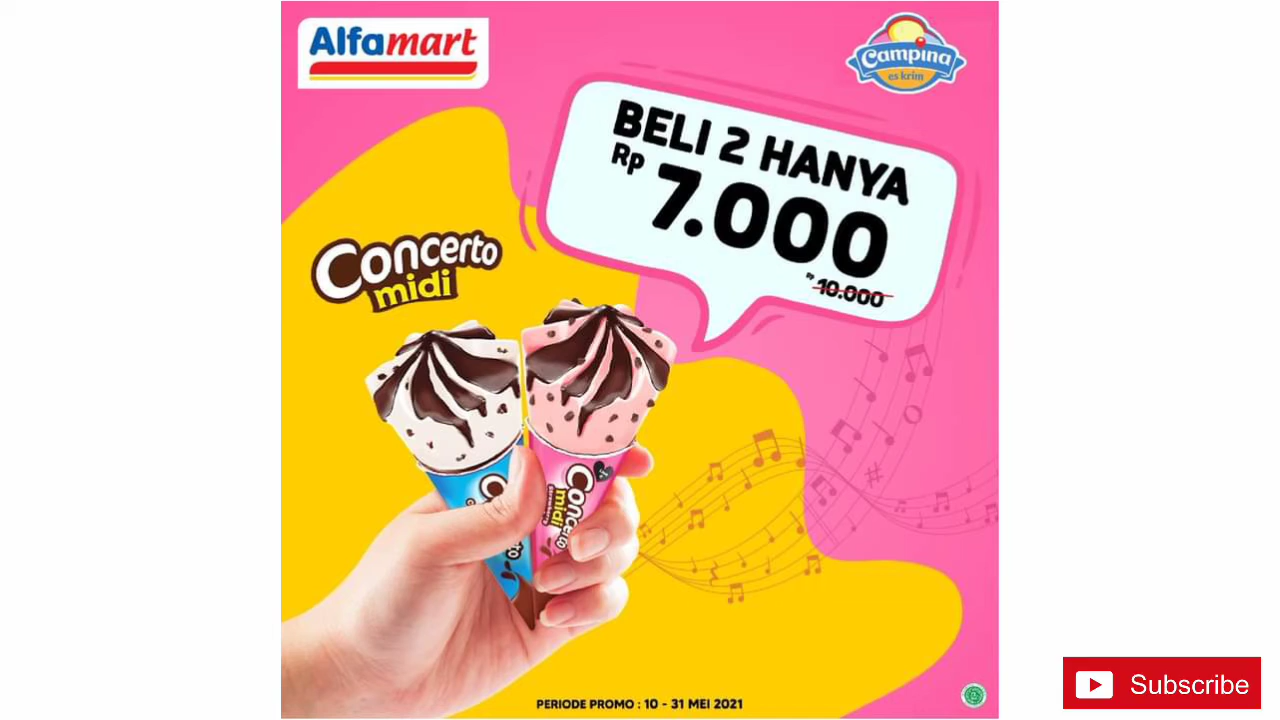 Alfamart
Campina
es krim
BELI 2 HANYA
Rp
7.000
Rp
10.000
Concerto
midi
Concerto
midi
Strawberry
PERIODE PROMO : 10 - 31 MEI 2021
Subscribe